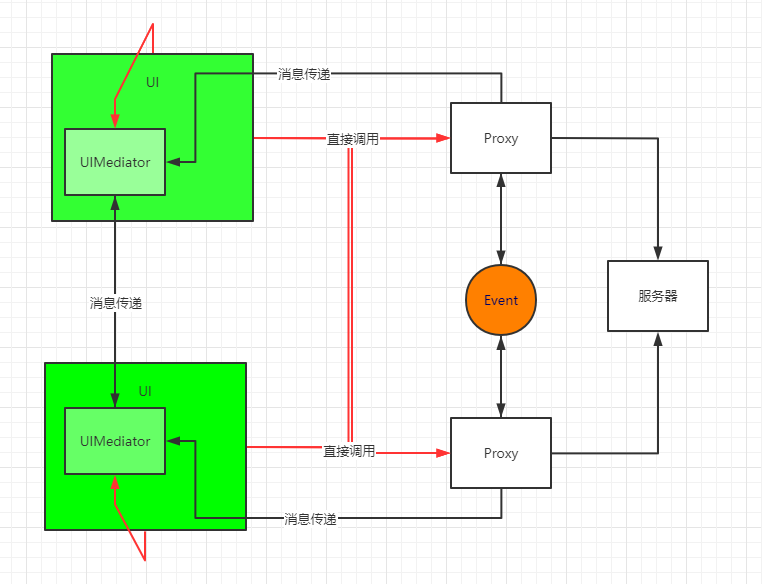 消息传递
UI
直接调用
Proxy
UIMediator
Event
服务器
消息传递
UI
UIMediator
直接调用
Proxy
消息传递